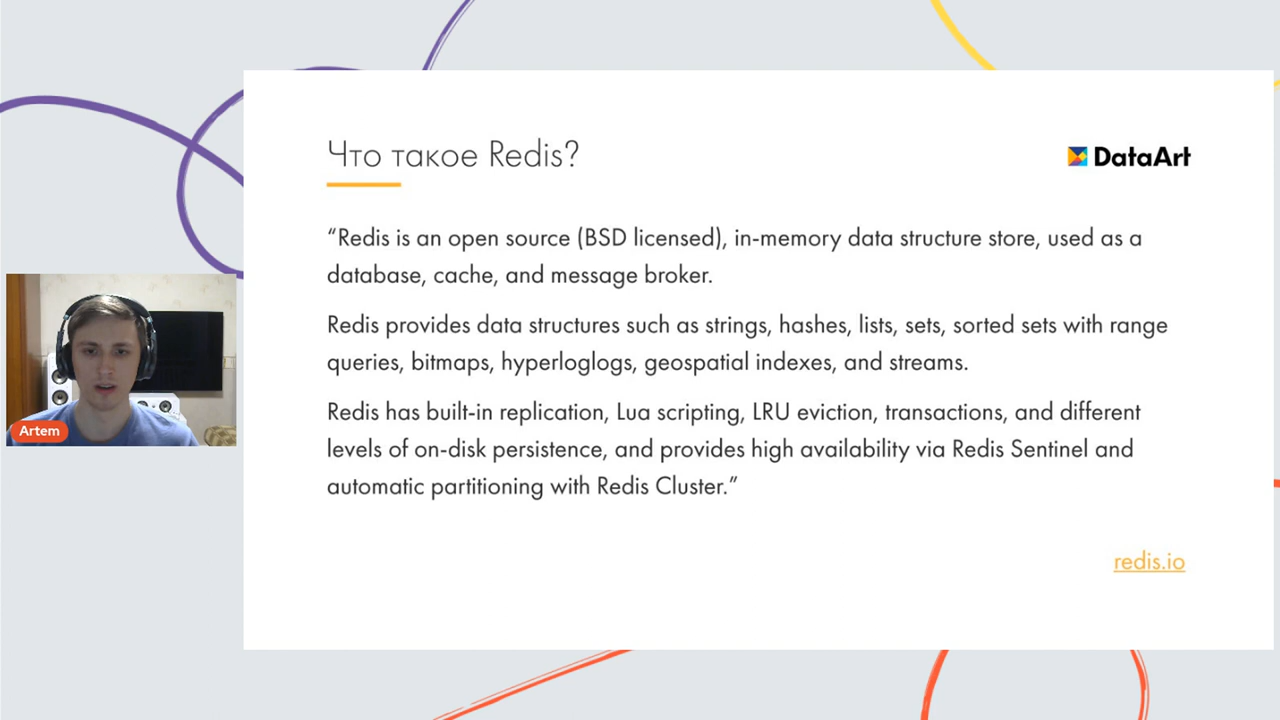 Что такое Redis?
DataArt
“Redis is an open source (BSD licensed), in-memory data structure store, used as a
database, cache, and message broker.
Redis provides data structures such as strings, hashes, lists, sets, sorted sets with range
queries, bitmaps, hyperloglogs, geospatial indexes, and streams.
Redis has built-in replication, Lua scripting, LRU eviction, transactions, and different
levels of on-disk persistence, and provides high availability via Redis Sentinel and
automatic partitioning with Redis Cluster.”
Artem
redis.io